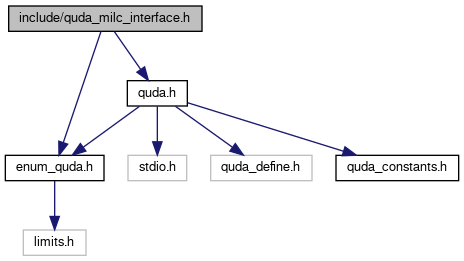 include/quda_milc_interface.h
quda.h
enum_quda.h
stdio.h
quda_define.h
quda_constants.h
limits.h